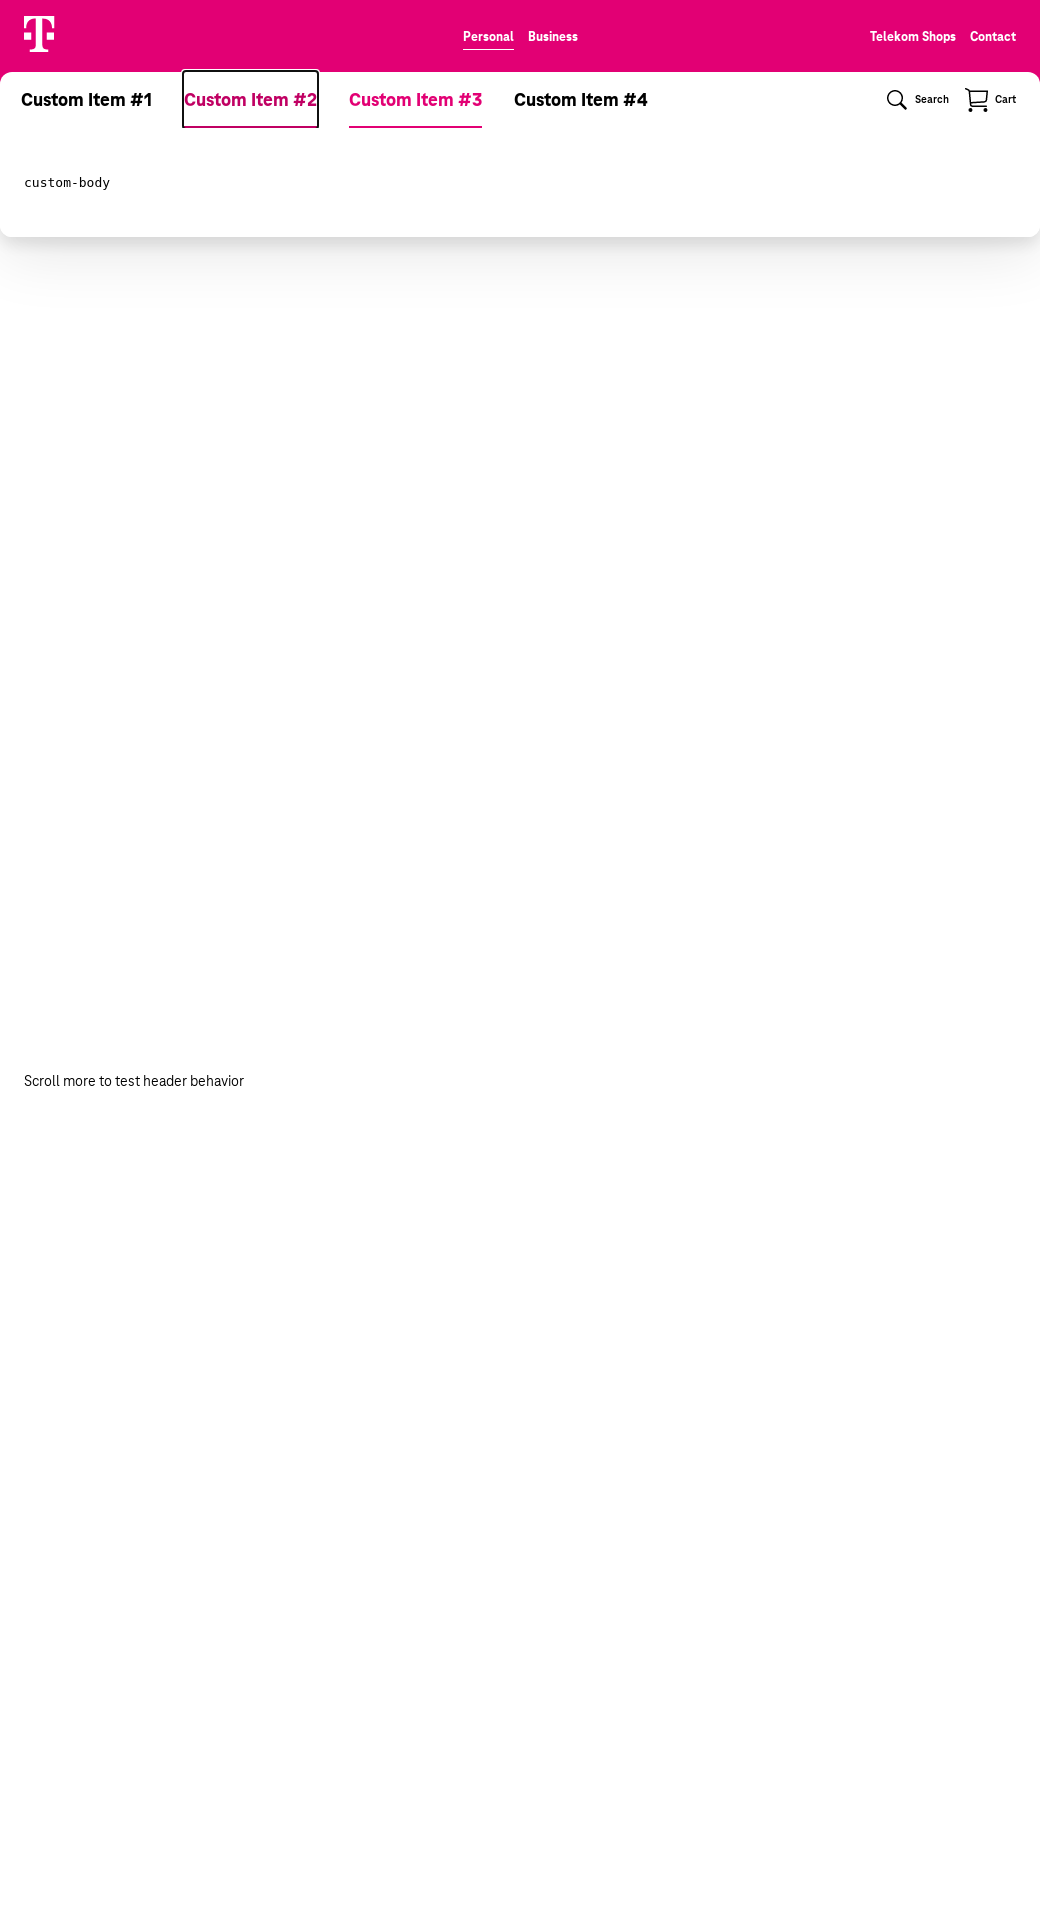 Personal Business Telekom Shops Contact
Custom Item #1 Custom Item #2 Custom Item #3 Custom Item #4 Search Cart
custom-body
Scroll more to test header behavior